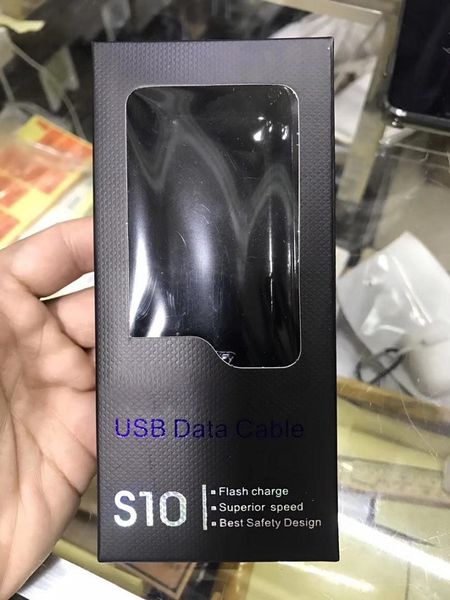 USB Data Cable
S10
Flash charge
Superior speed
Best Safety Design